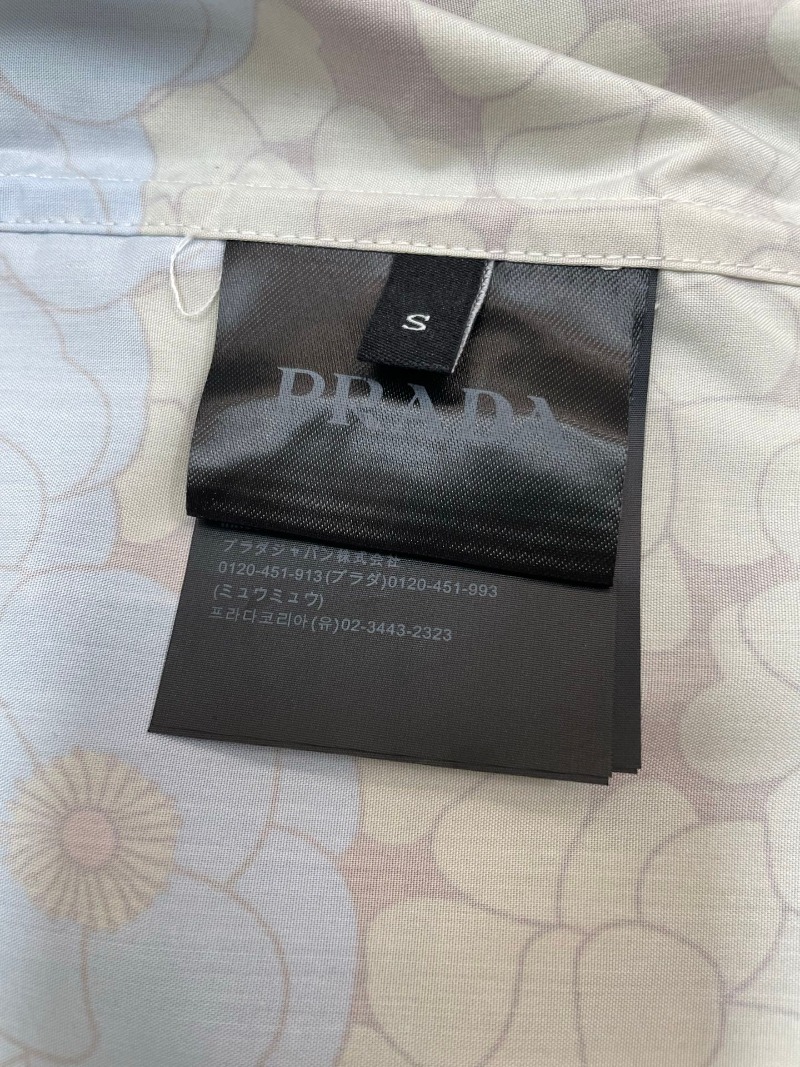 S
PRADA
プラダジャパン株式会社
0120-451-913(プラダ)0120-451-993
(ミュウミュウ)
프라다코리아(유)02-3443-2323